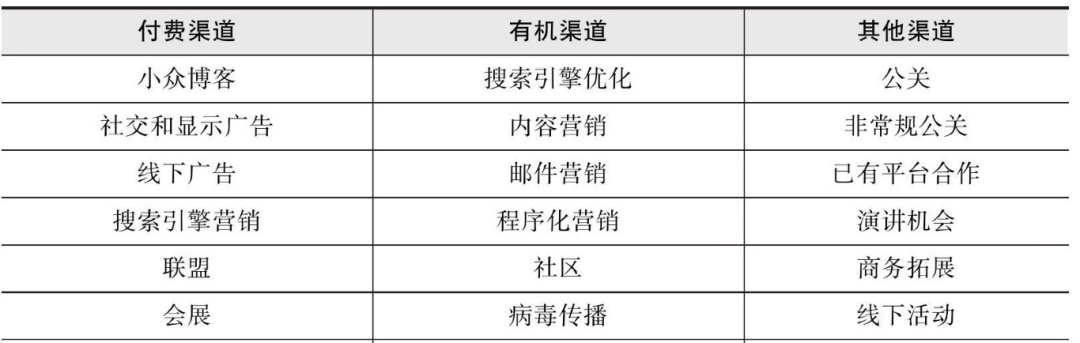 付费渠道 有机渠道 其他渠道
小众博客 搜索引擎优化 公关
社交和显示广告 内容营销 非常规公关
线下广告 邮件营销 已有平台合作
搜索引擎营销 程序化营销 演讲机会
联盟 社区 商务拓展
会展 病毒传播 线下活动